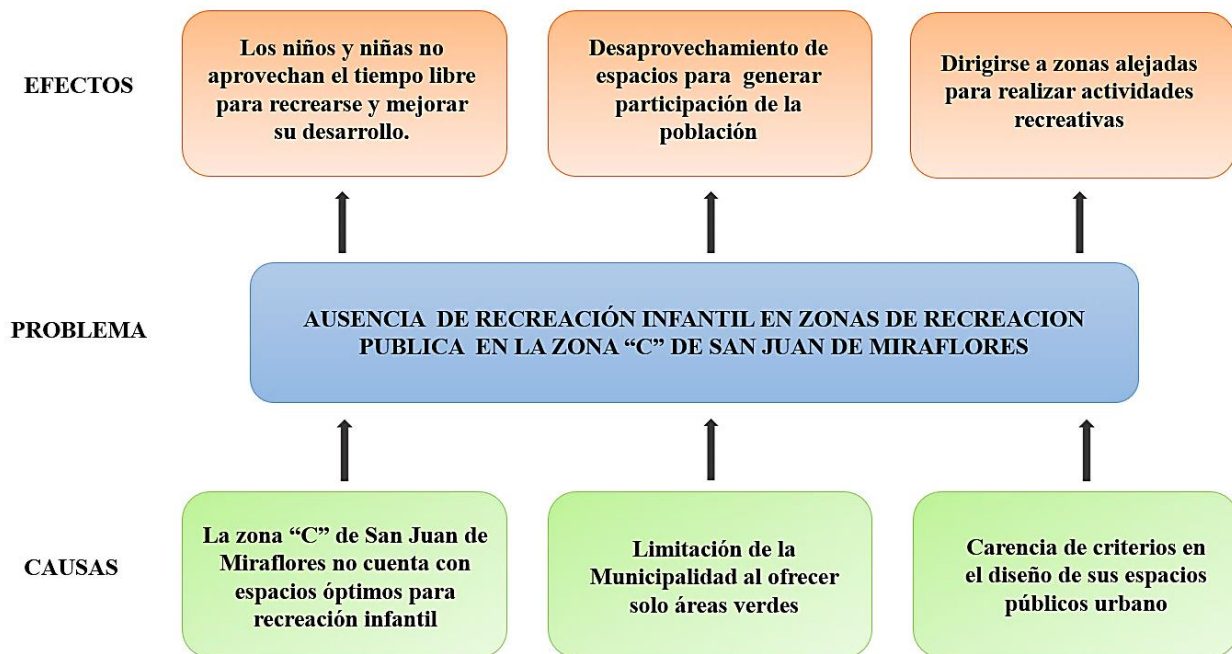 EFECTOS
Los niños y niñas no
aprovechan el tiempo libre
para recrearse y mejorar
su desarrollo.
Desaprovechamiento de
espacios para generar
participación de la
población
Dirigirse a zonas alejadas
para realizar actividades
recreativas
PROBLEMA
AUSENCIA DE RECREACIÓN INFANTIL EN ZONAS DE RECREACION
PUBLICA EN LA ZONA “C” DE SAN JUAN DE MIRAFLORES
CAUSAS
La zona “C” de San Juan de
Miraflores no cuenta con
espacios óptimos para
recreación infantil
Limitación de la
Municipalidad al ofrecer
solo áreas verdes
Carencia de criterios en
el diseño de sus espacios
públicos urbano